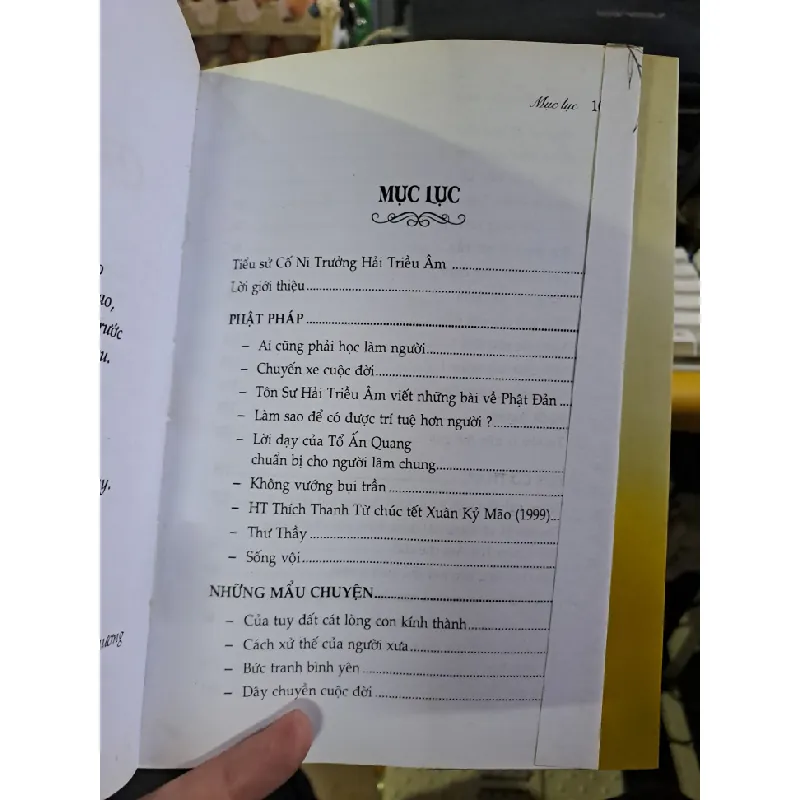 Mục lục
MỤC LỤC
Tiểu sử Cố Ni Trưởng Hải Triều Âm
Lời giới thiệu
PHẬT PHÁP
– Ai cũng phải học làm người
– Chuyến xe cuộc đời
– Tôn Sư Hải Triều Âm viết những bài về Phật Đản
– Làm sao để có được trí tuệ hơn người ?
– Lời dạy của Tổ Ấn Quang
chuẩn bị cho người lâm chung
– Không vướng bụi trần
– HT Thích Thanh Từ chúc tết Xuân Kỷ Mão (1999)
– Thư Thầy
– Sống vội
NHỮNG MẨU CHUYỆN
– Của tuy đất cát lòng con kính thành
– Cách xử thế của người xưa
– Bức tranh bình yên
– Dây chuyền cuộc đời